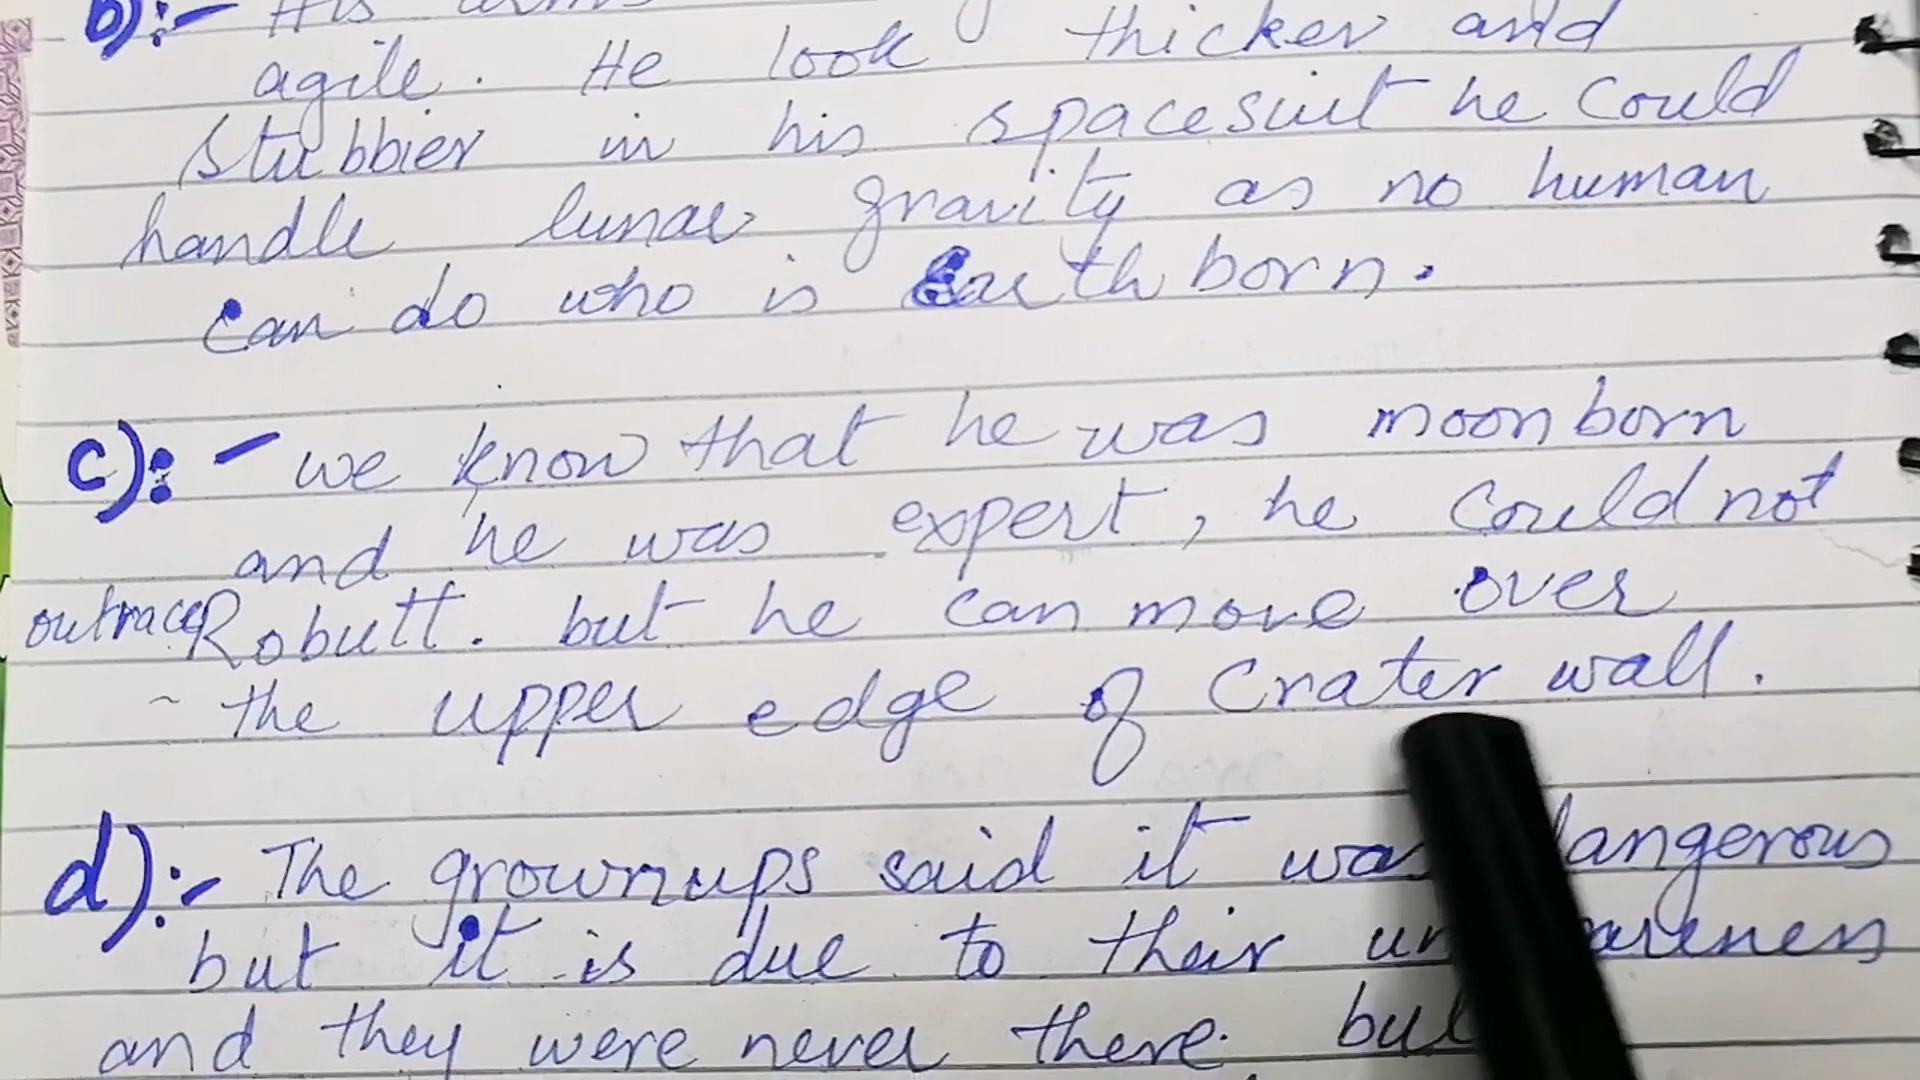 b):- His
agile. He look thicker and
stubbier in his spacesuit he could
handle lunar gravity as no human
can do who is Earth born.
c):- we know that he was moonborn
and he was expert, he could not
outrace Robutt. but he can move over
~ the upper edge of Crater wall.
d):- The grownups said it was dangerous
but it is due to their
and they were never there. but